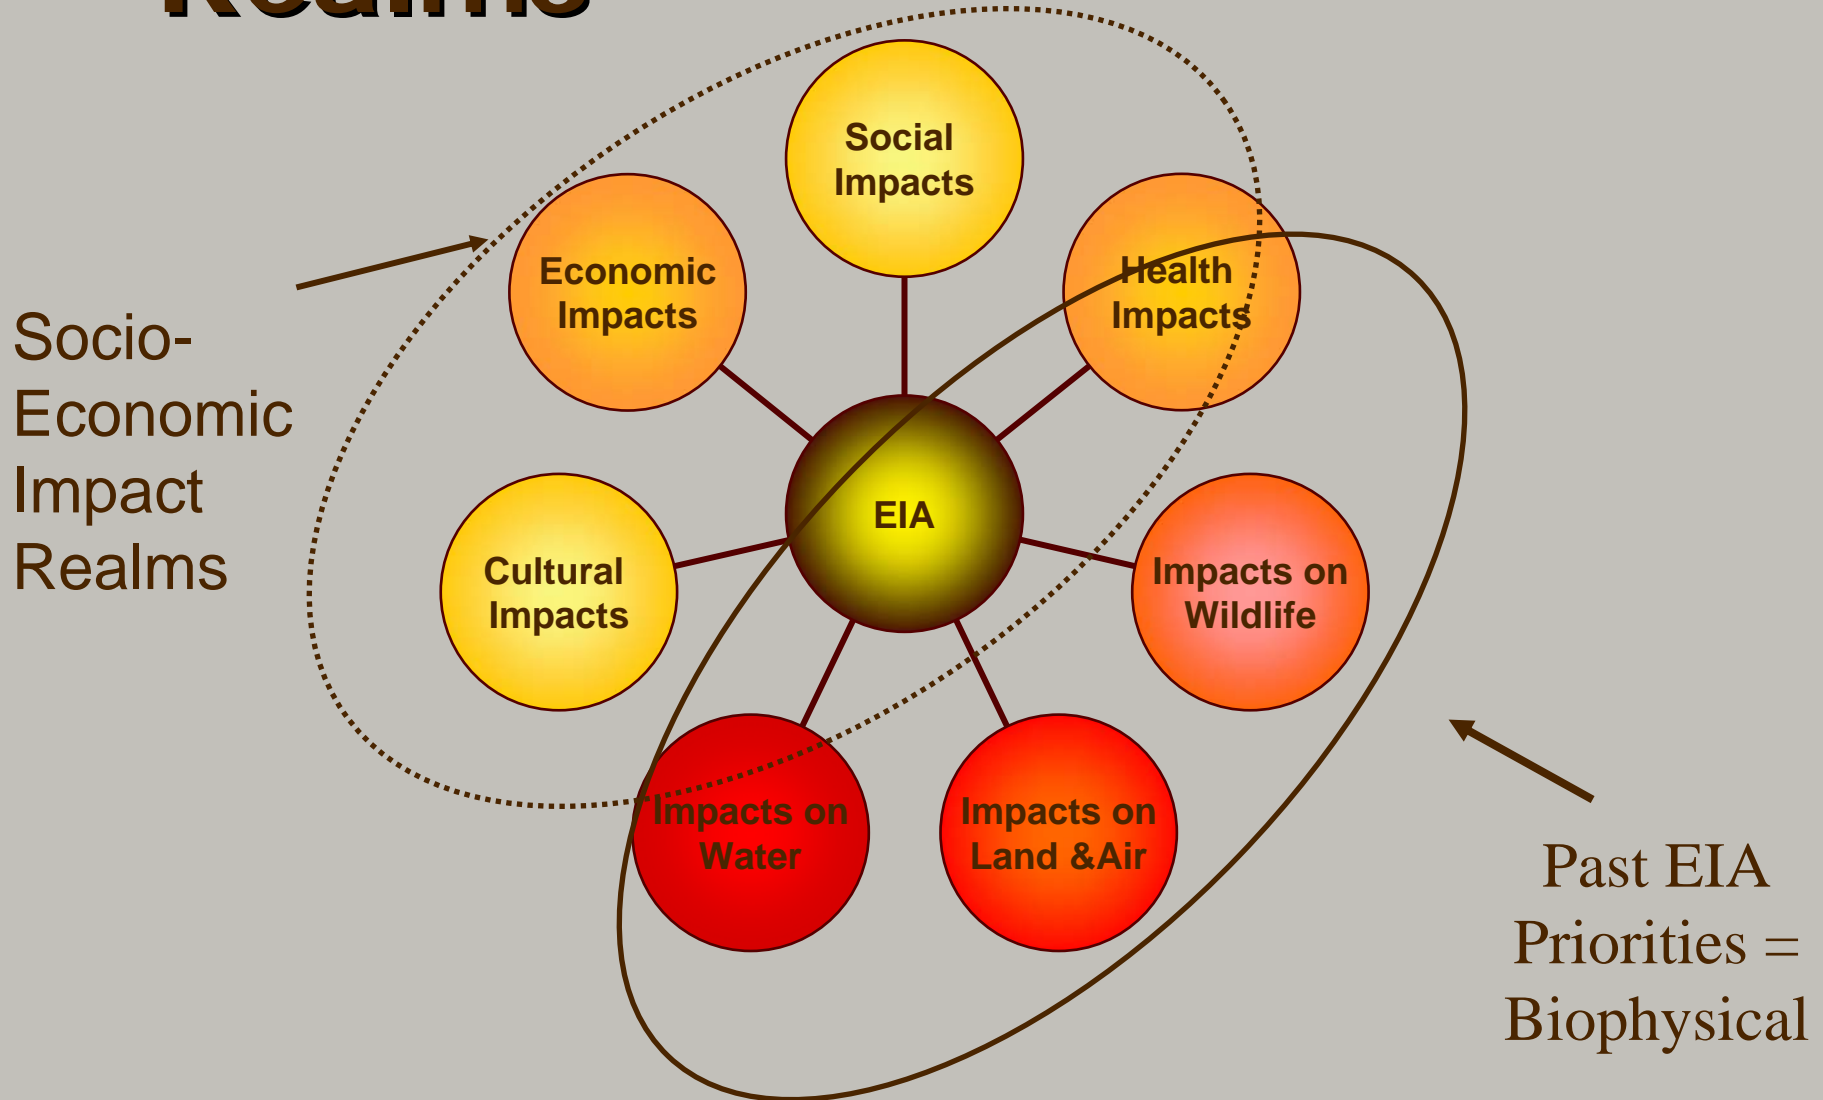 Realms
Social
Impacts
Economic
Impacts
Health
Impacts
Socio-
Economic
Impact
Realms
EIA
Cultural
Impacts
Impacts on
Wildlife
Impacts on
Water
Impacts on
Land &Air
Past EIA
Priorities =
Biophysical